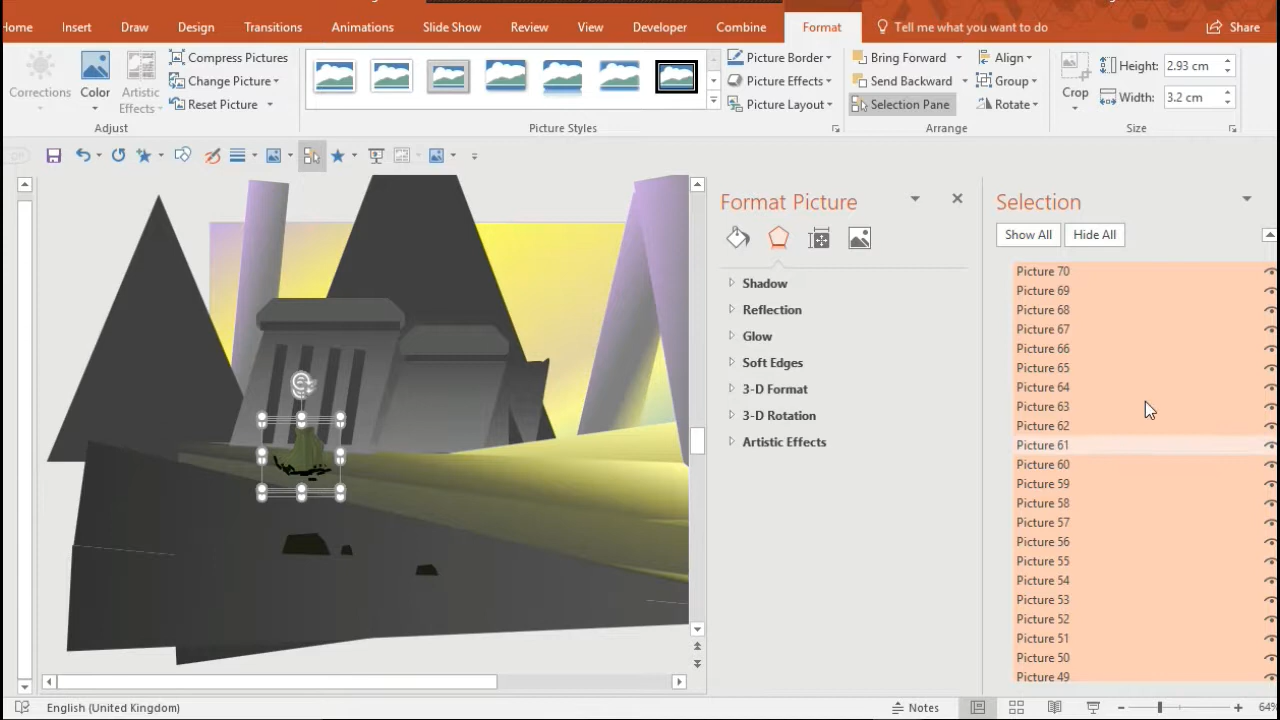 Home Insert Draw Design Transitions Animations Slide Show Review View Developer Combine Format Tell me what you want to do Share
Corrections
Color
Artistic
Effects
Compress Pictures
Change Picture
Reset Picture
Adjust
Picture Styles
Picture Border
Picture Effects
Picture Layout
Bring Forward
Send Backward
Selection Pane
Align
Group
Rotate
Arrange
Crop
Height: 2.93 cm
Width: 3.2 cm
Size
Format Picture
Shadow
Reflection
Glow
Soft Edges
3-D Format
3-D Rotation
Artistic Effects
Selection
Show All Hide All
Picture 70
Picture 69
Picture 68
Picture 67
Picture 66
Picture 65
Picture 64
Picture 63
Picture 62
Picture 61
Picture 60
Picture 59
Picture 58
Picture 57
Picture 56
Picture 55
Picture 54
Picture 53
Picture 52
Picture 51
Picture 50
Picture 49
English (United Kingdom) Notes 64%